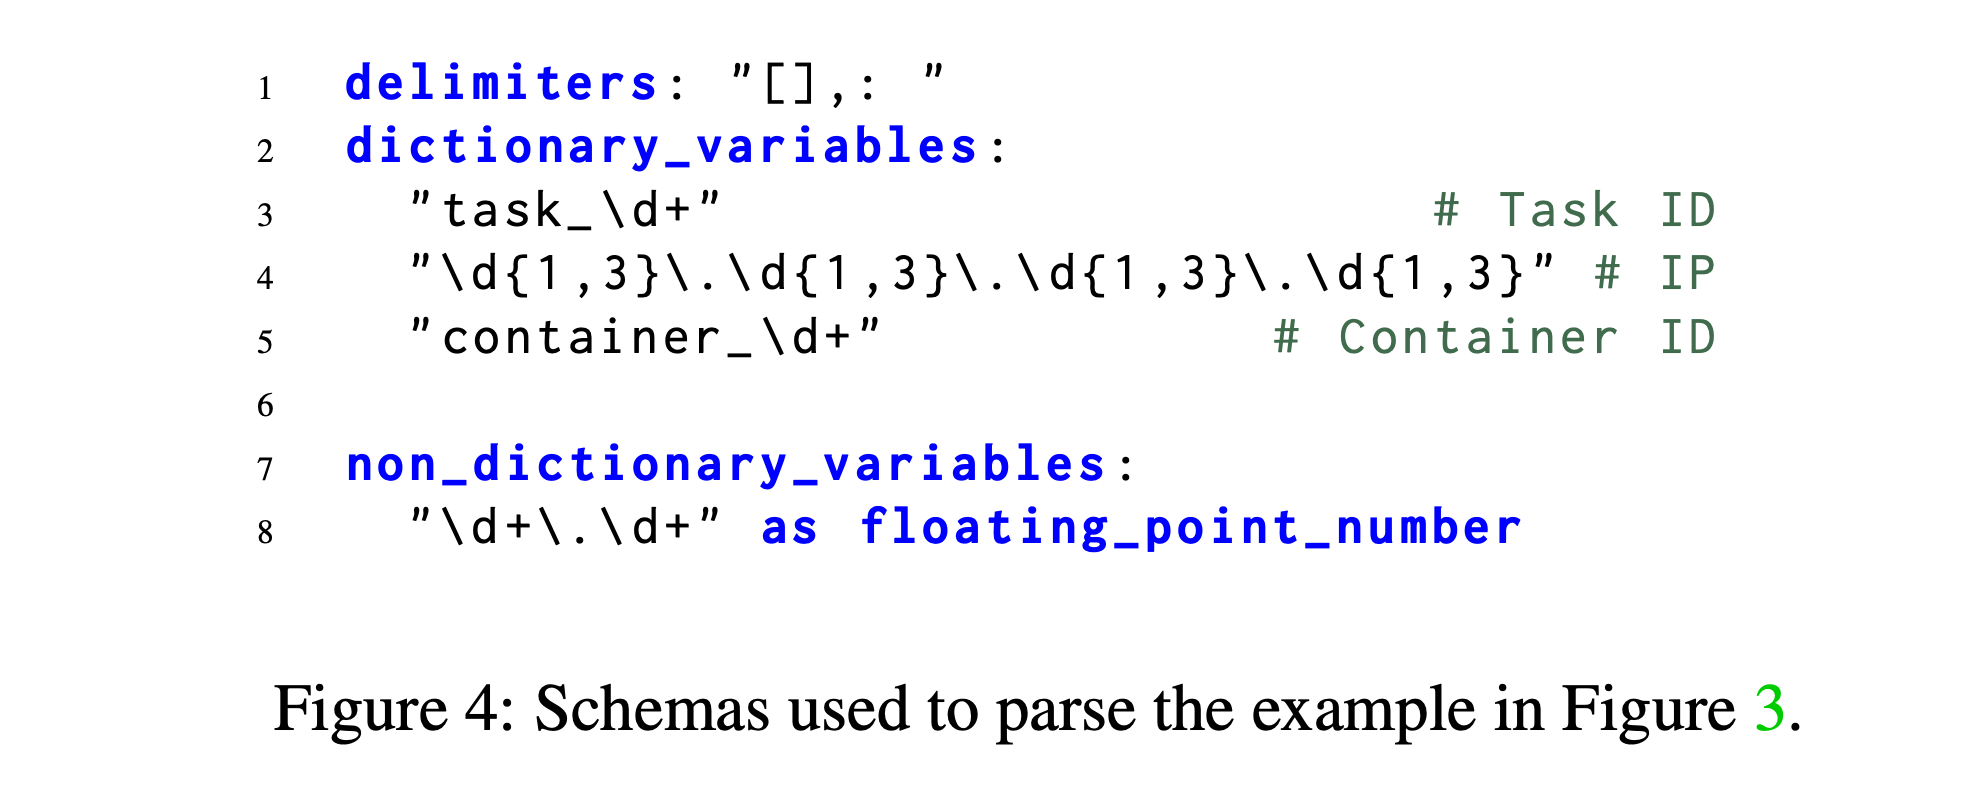 1 delimiters: "[],: "
2 dictionary_variables:
3 "task_\d+" # Task ID
4 "\d{1,3}\.\d{1,3}\.\d{1,3}\.\d{1,3}" # IP
5 "container_\d+" # Container ID
6
7 non_dictionary_variables:
8 "\d+\.\d+" as floating_point_number
Figure 4: Schemas used to parse the example in Figure 3.